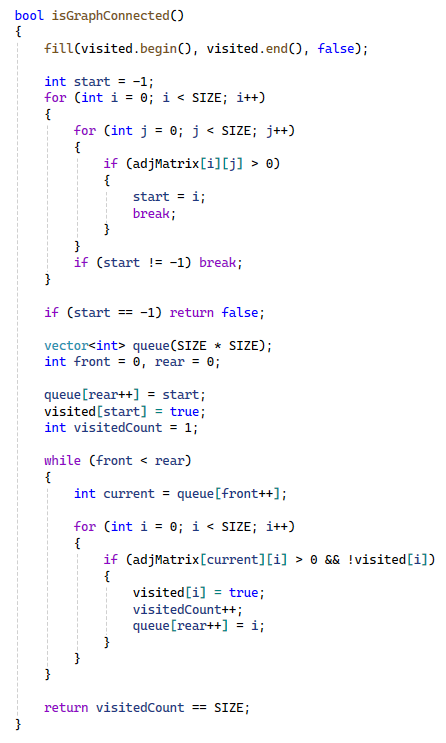 bool isGraphConnected()
{
    fill(visited.begin(), visited.end(), false);

    int start = -1;
    for (int i = 0; i < SIZE; i++)
    {
        for (int j = 0; j < SIZE; j++)
        {
            if (adjMatrix[i][j] > 0)
            {
                start = i;
                break;
            }
        }
        if (start != -1) break;
    }

    if (start == -1) return false;

    vector<int> queue(SIZE * SIZE);
    int front = 0, rear = 0;

    queue[rear++] = start;
    visited[start] = true;
    int visitedCount = 1;

    while (front < rear)
    {
        int current = queue[front++];

        for (int i = 0; i < SIZE; i++)
        {
            if (adjMatrix[current][i] > 0 && !visited[i])
            {
                visited[i] = true;
                visitedCount++;
                queue[rear++] = i;
            }
        }
    }

    return visitedCount == SIZE;
}